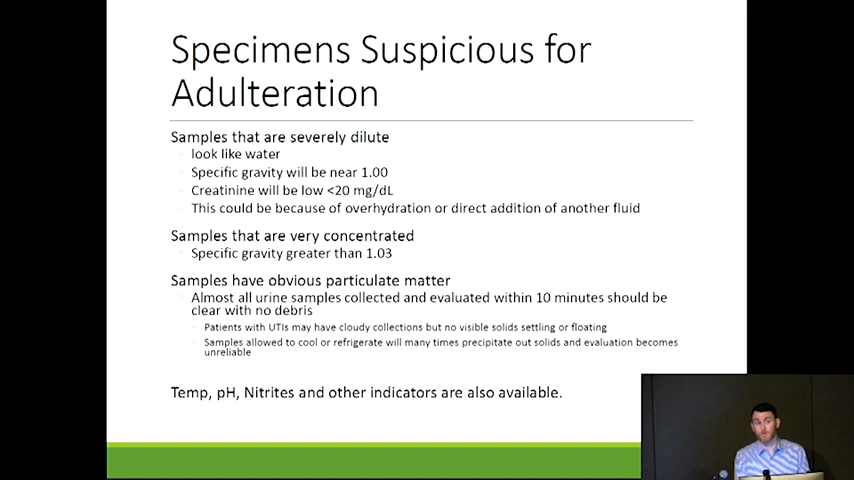 Specimens Suspicious for
Adulteration
Samples that are severely dilute
look like water
Specific gravity will be near 1.00
Creatinine will be low <20 mg/dL
This could be because of overhydration or direct addition of another fluid
Samples that are very concentrated
Specific gravity greater than 1.03
Samples have obvious particulate matter
Almost all urine samples collected and evaluated within 10 minutes should be
clear with no debris
Patients with UTIs may have cloudy collections but no visible solids settling or floating
Samples allowed to cool or refrigerate will many times precipitate out solids and evaluation becomes
unreliable
Temp, pH, Nitrites and other indicators are also available.